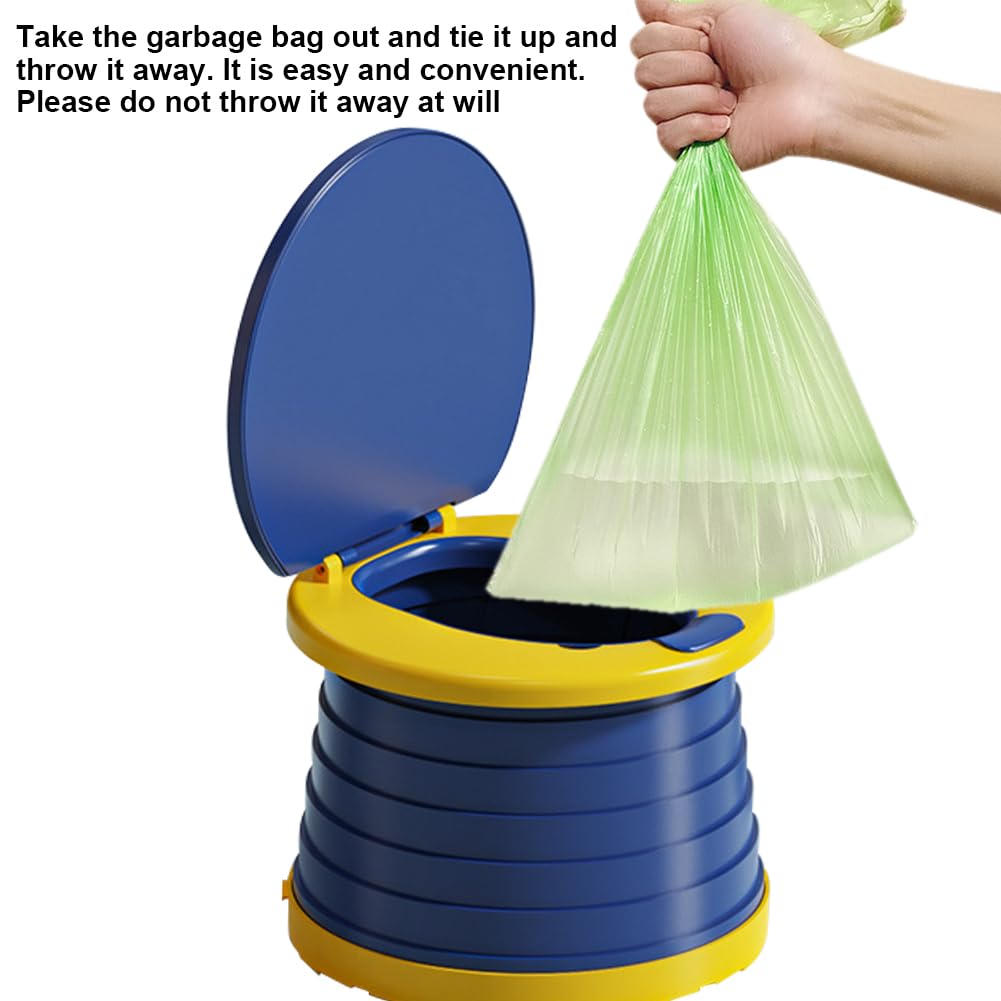 Take the garbage bag out and tie it up and
throw it away. It is easy and convenient.
Please do not throw it away at will